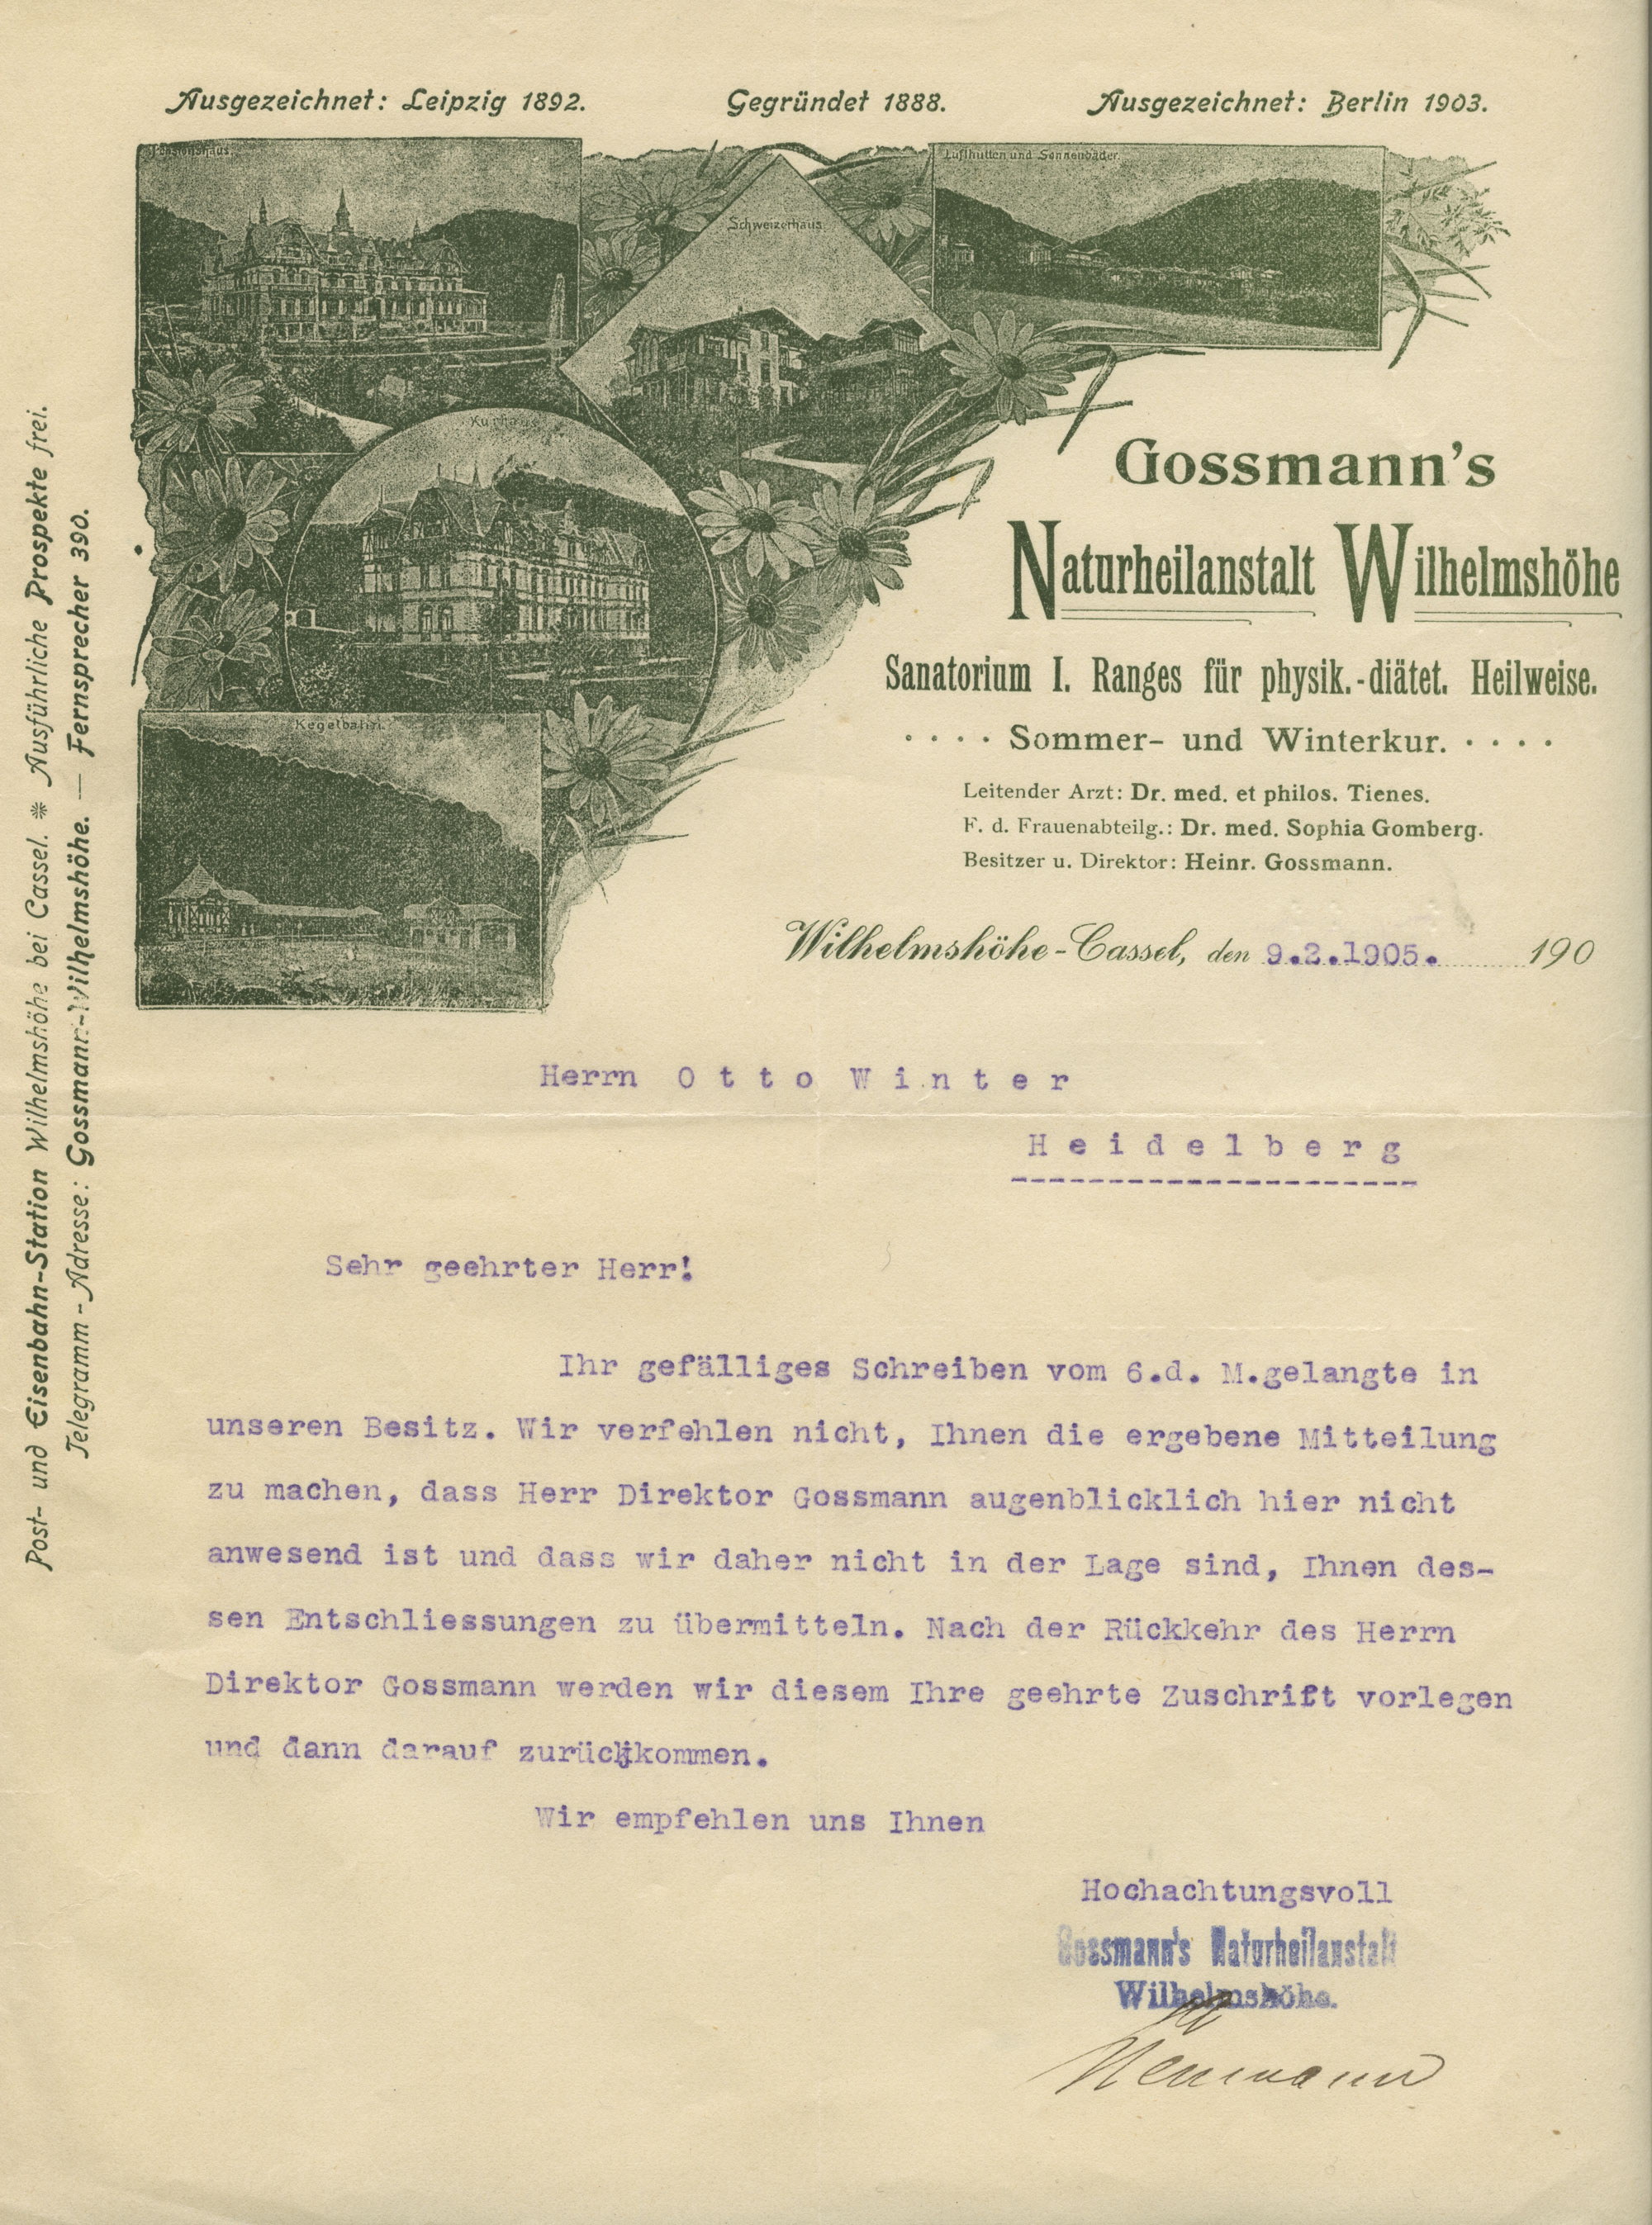 Ausgezeichnet: Leipzig 1892.
Gegründet 1888.
Ausgezeichnet: Berlin 1903.
Pensionshaus.
Schweizerhaus.
Lufthütten und Sonnenbäder.
Kurhaus.
Kegelbahn.
Gossmann's
Naturheilanstalt Wilhelmshöhe
Sanatorium I. Ranges für physik.-diätet. Heilweise.
.... Sommer- und Winterkur. ....
Leitender Arzt: Dr. med. et philos. Tienes.
F. d. Frauenabteilg.: Dr. med. Sophia Gomberg.
Besitzer u. Direktor: Heinr. Gossmann.
Post- und Eisenbahn-Station Wilhelmshöhe bei Cassel. * Ausführliche Prospekte frei.
Telegramm-Adresse: Gossmann-Wilhelmshöhe. — Fernsprecher 390.
Wilhelmshöhe-Cassel, den 9.2.1905. 190
Herrn Otto Winter
Heidelberg
Sehr geehrter Herr!
Ihr gefälliges Schreiben vom 6.d. M.gelangte in
unseren Besitz. Wir verfehlen nicht, Ihnen die ergebene Mitteilung
zu machen, dass Herr Direktor Gossmann augenblicklich hier nicht
anwesend ist und dass wir daher nicht in der Lage sind, Ihnen des-
sen Entschliessungen zu übermitteln. Nach der Rückkehr des Herrn
Direktor Gossmann werden wir diesem Ihre geehrte Zuschrift vorlegen
und dann darauf zurückkommen.
Wir empfehlen uns Ihnen
Hochachtungsvoll
Gossmann's Naturheilanstalt
Wilhelmshöhe.
Neumann